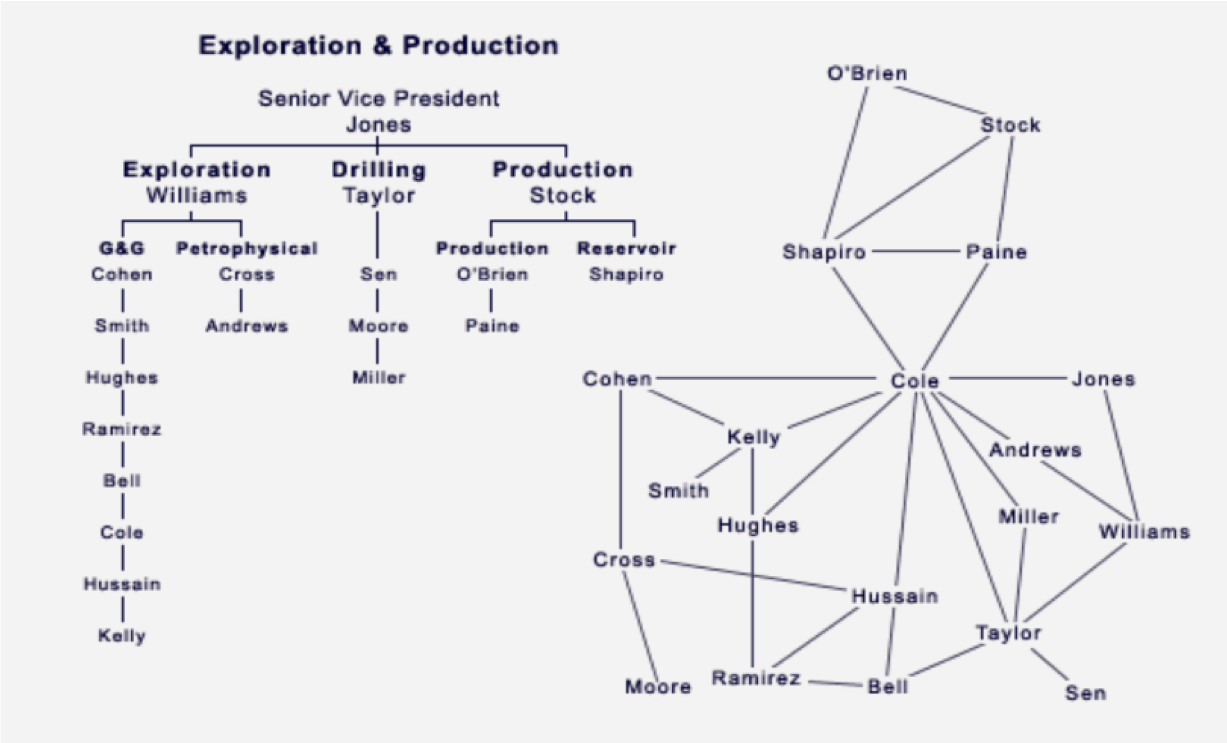 Exploration & Production
Senior Vice President
Jones
Exploration Drilling Production
Williams Taylor Stock
G&G Petrophysical Production Reservoir
Cohen Cross Sen O'Brien Shapiro
Smith Andrews Moore Paine
Hughes Miller
Ramirez
Bell
Cole
Hussain
Kelly
O'Brien
Stock
Shapiro Paine
Cohen Cole Jones
Kelly
Andrews
Smith
Miller
Hughes
Williams
Cross
Hussain
Taylor
Ramirez
Moore
Bell
Sen